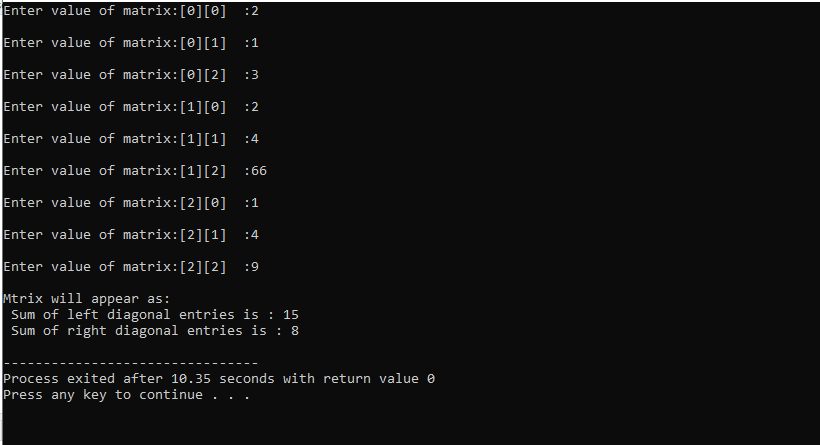 Enter value of matrix:[0][0]  :2
Enter value of matrix:[0][1]  :1
Enter value of matrix:[0][2]  :3
Enter value of matrix:[1][0]  :2
Enter value of matrix:[1][1]  :4
Enter value of matrix:[1][2]  :66
Enter value of matrix:[2][0]  :1
Enter value of matrix:[2][1]  :4
Enter value of matrix:[2][2]  :9
Mtrix will appear as:
Sum of left diagonal entries is : 15
Sum of right diagonal entries is : 8
--------------------------------
Process exited after 10.35 seconds with return value 0
Press any key to continue . . .